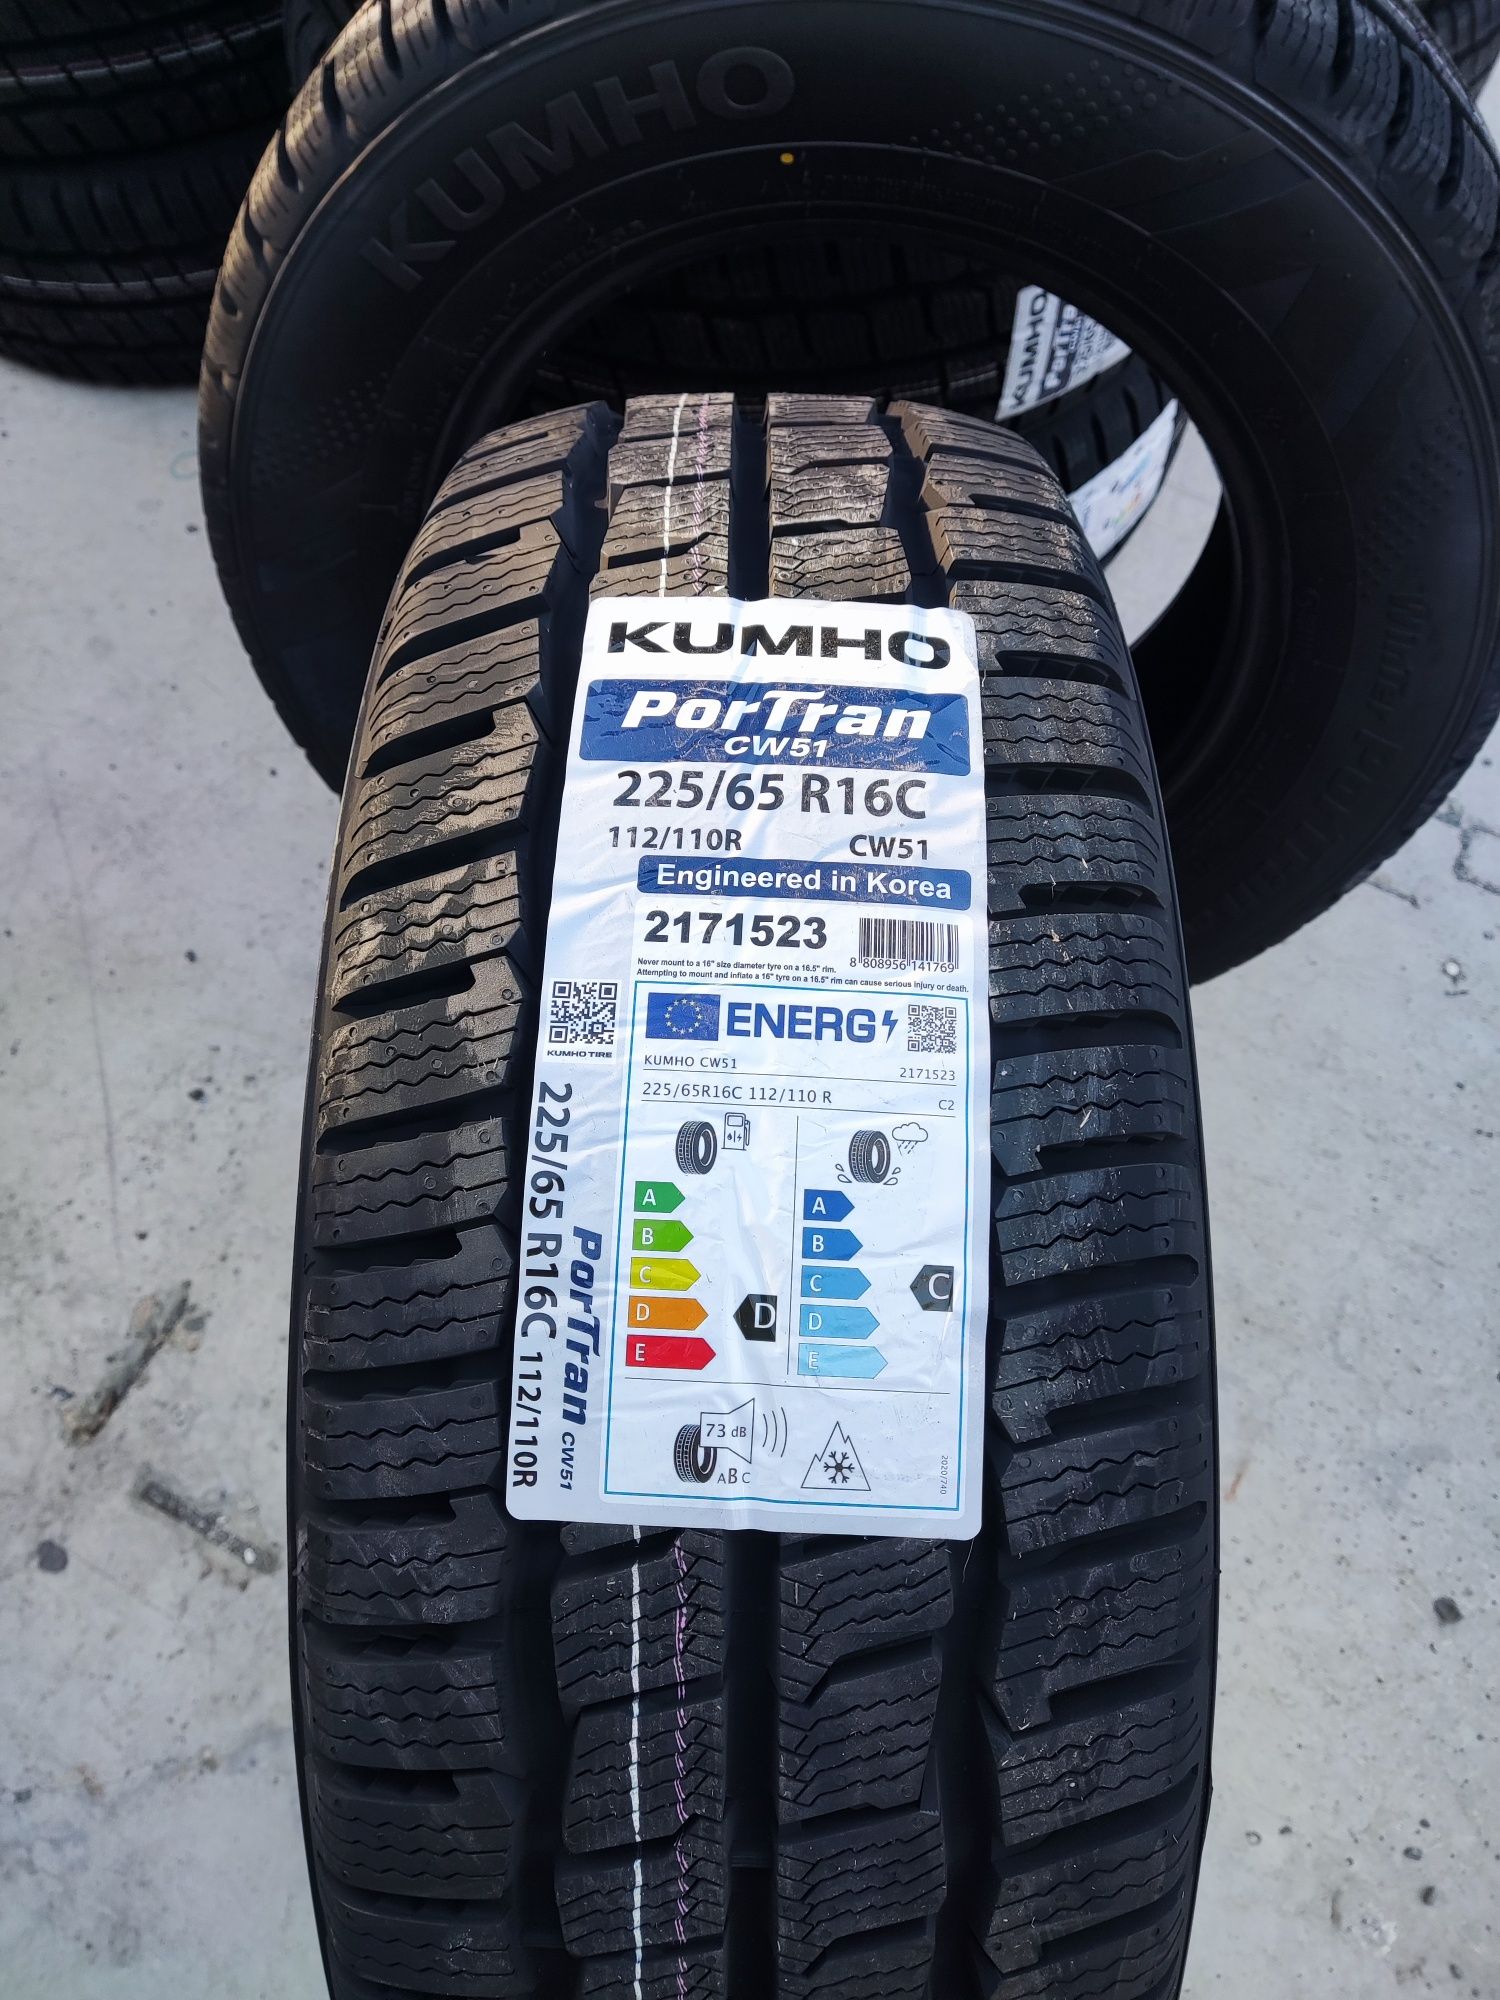 KUMHO
KUMHO
PorTran
KUMHO
PorTran
CW51
225/65 R16C
112/110R CW51
Engineered in Korea
2171523
8 808956 141769
Never mount to a 16" size diameter tyre on a 16.5" rim.
Attempting to mount and inflate a 16" tyre on a 16.5" rim can cause serious injury or death.
KUMHO TIRE
ENERG
KUMHO CW51 2171523
225/65R16C 112/110 R C2
A
B
C
D
E
D
A
B
C
D
E
C
73 dB
ABC
2020/740
225/65 R16C 112/110R
PorTran CW51